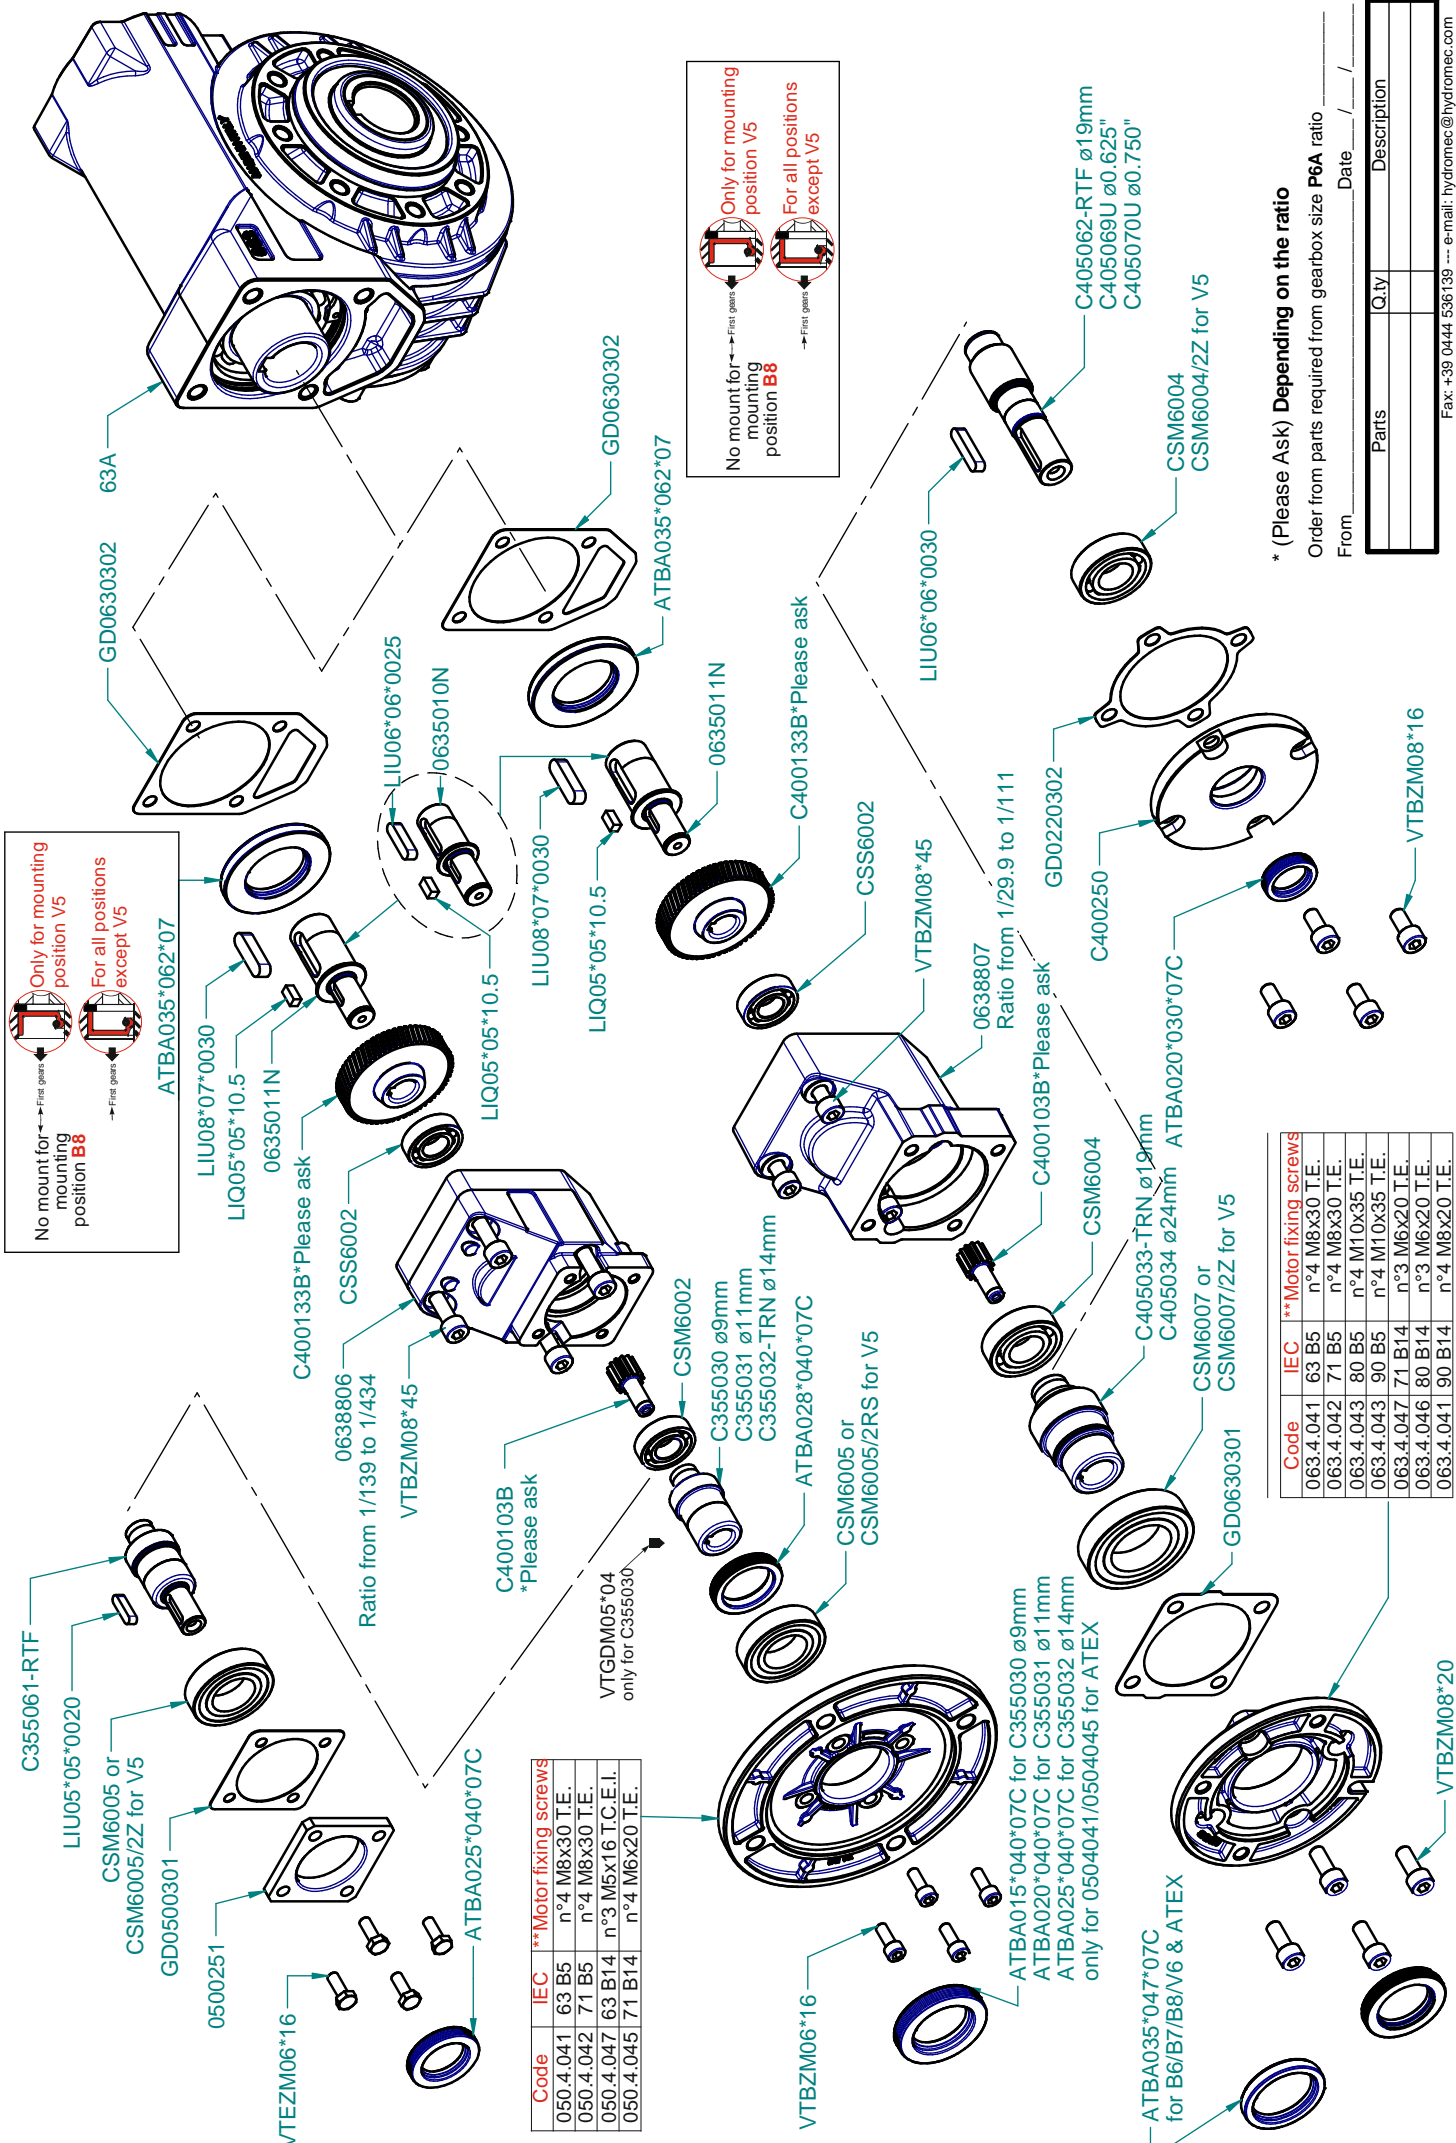 63A
GD0630302
GD0630302
No mount for
mounting
position B8
First gears
Only for mounting
position V5
First gears
For all positions
except V5
ATBA035*062*07
LIU08*07*0030
LIQ05*05*10.5
0635011N
C400133B*Please ask
CSS6002
0638806
Ratio from 1/139 to 1/434
VTBZM08*45
C400103B
*Please ask
LIU06*06*0025
0635010N
LIQ05*05*10.5
ATBA035*062*07
LIU08*07*0030
LIQ05*05*10.5
0635011N
C400133B*Please ask
CSS6002
VTBZM08*45
0638807
Ratio from 1/29.9 to 1/111
C400103B*Please ask
CSM6004
No mount for
mounting
position B8
First gears
Only for mounting
position V5
First gears
For all positions
except V5
C405062-RTF ø19mm
C405069U ø0.625"
C405070U ø0.750"
LIU06*06*0030
CSM6004
CSM6004/2Z for V5
GD0220302
C400250
ATBA020*030*07C
VTBZM08*16
C355061-RTF
LIU05*05*0020
CSM6005 or
CSM6005/2Z for V5
GD0500301
0500251
VTEZM06*16
ATBA025*040*07C
CSM6002
C355030 ø9mm
C355031 ø11mm
C355032-TRN ø14mm
VTGDM05*04
only for C355030
ATBA028*040*07C
CSM6005 or
CSM6005/2RS for V5
Code IEC **Motor fixing screws
050.4.041 63 B5 n°4 M8x30 T.E.
050.4.042 71 B5 n°4 M8x30 T.E.
050.4.047 63 B14 n°3 M5x16 T.C.E.I.
050.4.045 71 B14 n°4 M6x20 T.E.
VTBZM06*16
ATBA015*040*07C for C355030 ø9mm
ATBA020*040*07C for C355031 ø11mm
ATBA025*040*07C for C355032 ø14mm
only for 0504041/0504045 for ATEX
C405033-TRN ø19mm
C405034 ø24mm
CSM6007 or
CSM6007/2Z for V5
GD0630301
Code IEC **Motor fixing screws
063.4.041 63 B5 n°4 M8x30 T.E.
063.4.042 71 B5 n°4 M8x30 T.E.
063.4.043 80 B5 n°4 M10x35 T.E.
063.4.043 90 B5 n°4 M10x35 T.E.
063.4.047 71 B14 n°3 M6x20 T.E.
063.4.046 80 B14 n°3 M6x20 T.E.
063.4.041 90 B14 n°4 M8x20 T.E.
VTBZM08*20
ATBA035*047*07C
for B6/B7/B8/V6 & ATEX
* (Please Ask) Depending on the ratio
Order from parts required from gearbox size P6A ratio ______
From ______ Date ___/___/___
Parts Q.ty Description
Fax: +39 0444 536139 --- e-mail: hydromec@hydromec.com